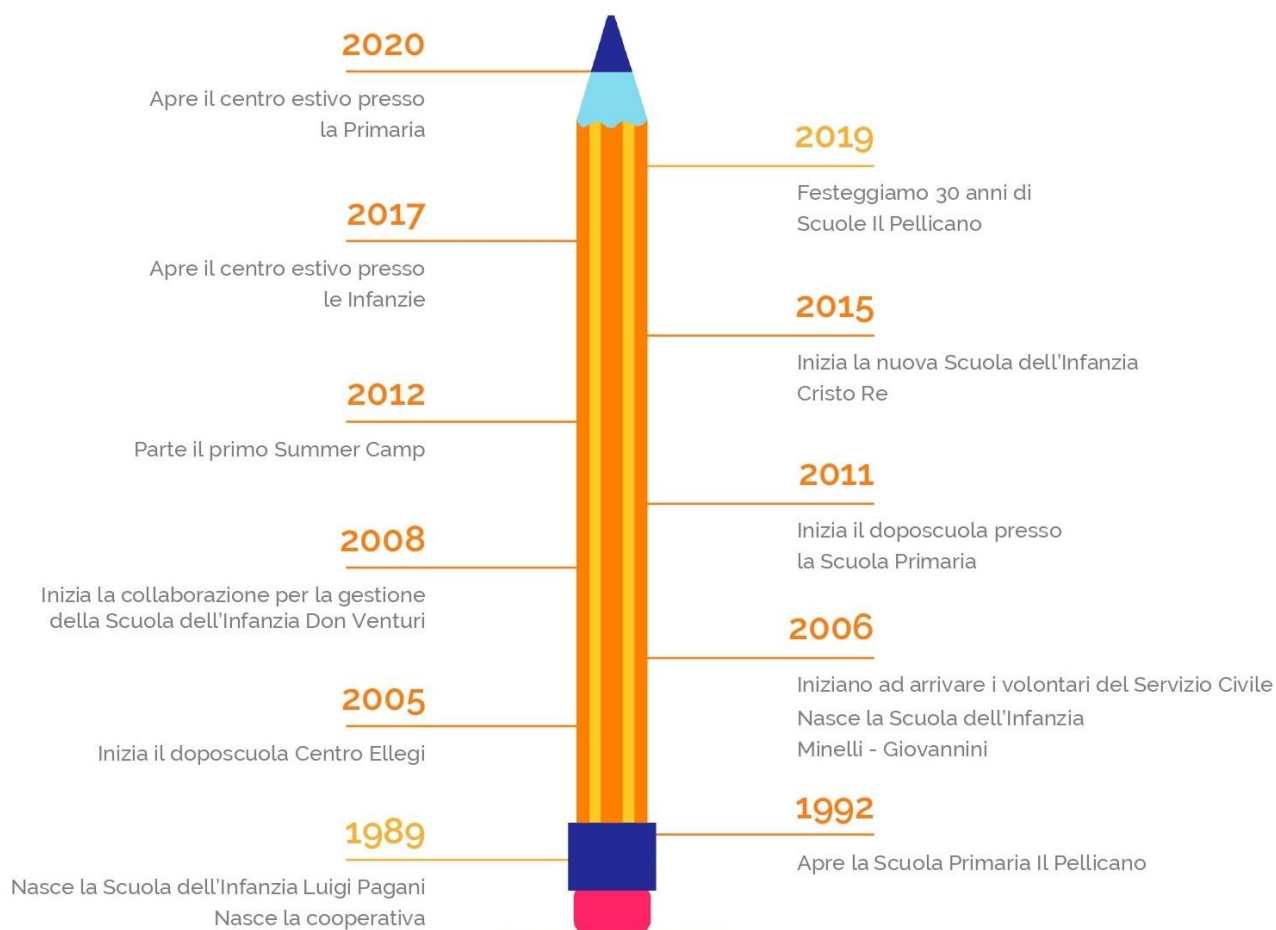 2020
Apre il centro estivo presso
la Primaria
2019
Festeggiamo 30 anni di
Scuole Il Pellicano
2017
Apre il centro estivo presso
le Infanzie
2015
Inizia la nuova Scuola dell'Infanzia
Cristo Re
2012
Parte il primo Summer Camp
2011
Inizia il doposcuola presso
la Scuola Primaria
2008
Inizia la collaborazione per la gestione
della Scuola dell'Infanzia Don Venturi
2006
Iniziano ad arrivare i volontari del Servizio Civile
Nasce la Scuola dell'Infanzia
Minelli - Giovannini
2005
Inizia il doposcuola Centro Ellegi
1992
Apre la Scuola Primaria Il Pellicano
1989
Nasce la Scuola dell'Infanzia Luigi Pagani
Nasce la cooperativa